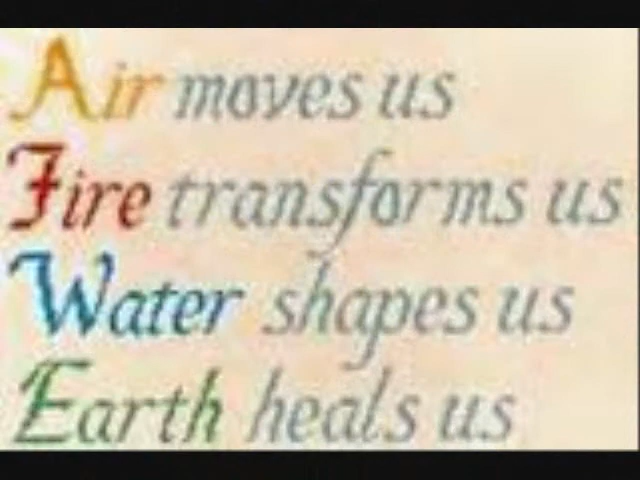 Air moves us
Fire transforms us
Water shapes us
Earth heals us